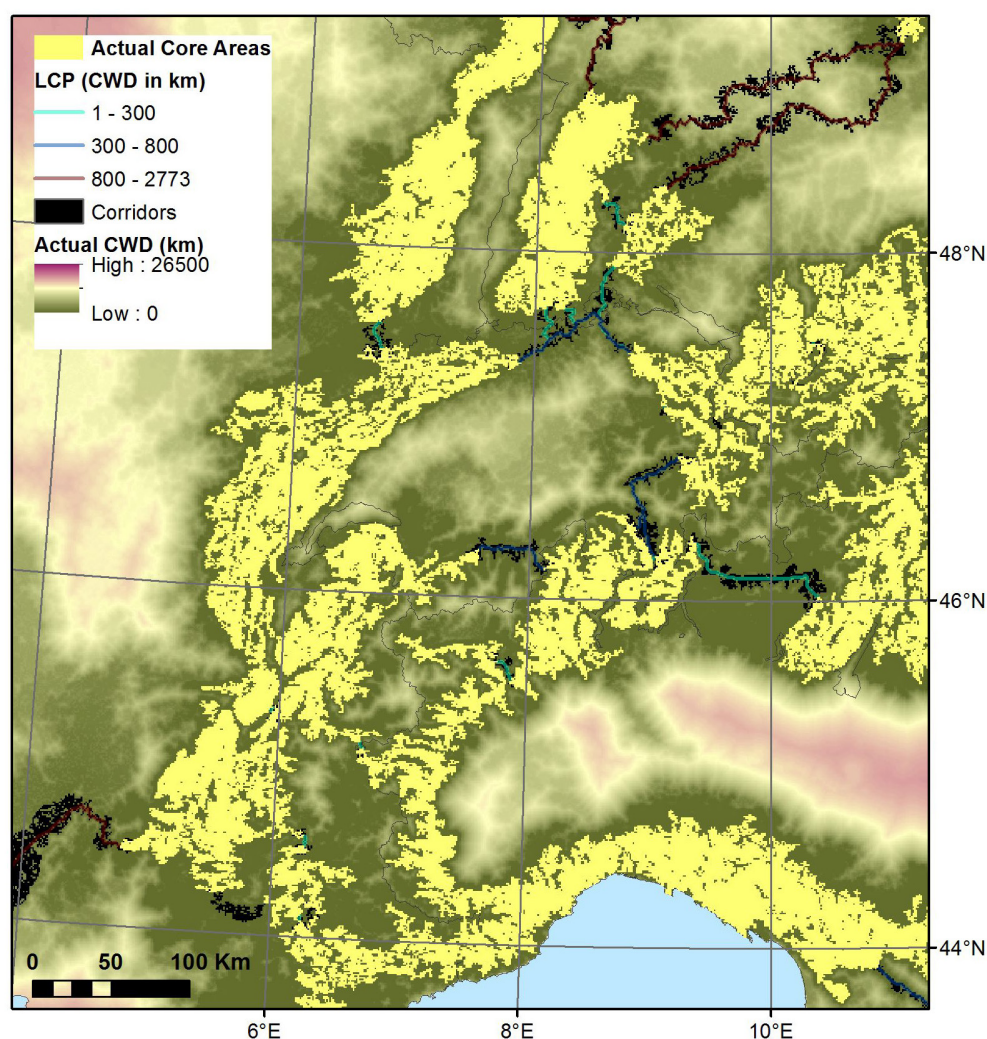 Actual Core Areas
LCP (CWD in km)
1 - 300
300 - 800
800 - 2773
Corridors
Actual CWD (km)
High : 26500
Low : 0
48°N
46°N
44°N
0 50 100 Km
6°E 8°E 10°E